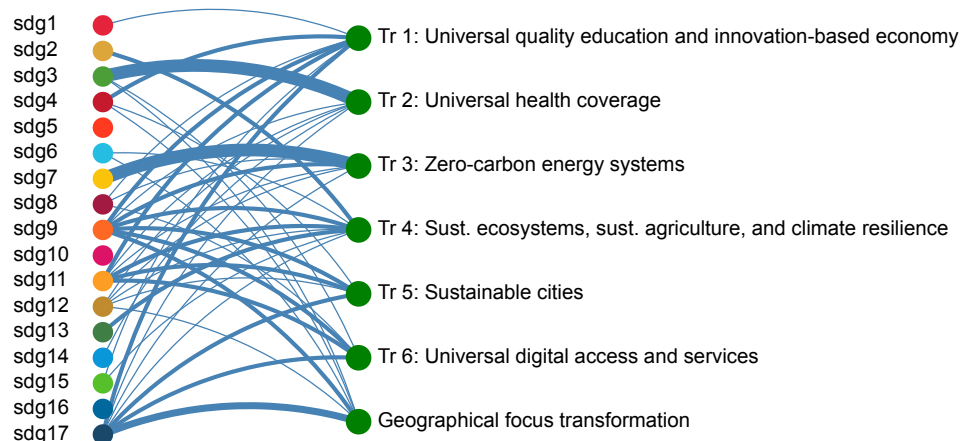 sdg1
sdg2
sdg3
sdg4
sdg5
sdg6
sdg7
sdg8
sdg9
sdg10
sdg11
sdg12
sdg13
sdg14
sdg15
sdg16
sdg17
Tr 1: Universal quality education and innovation-based economy
Tr 2: Universal health coverage
Tr 3: Zero-carbon energy systems
Tr 4: Sust. ecosystems, sust. agriculture, and climate resilience
Tr 5: Sustainable cities
Tr 6: Universal digital access and services
Geographical focus transformation